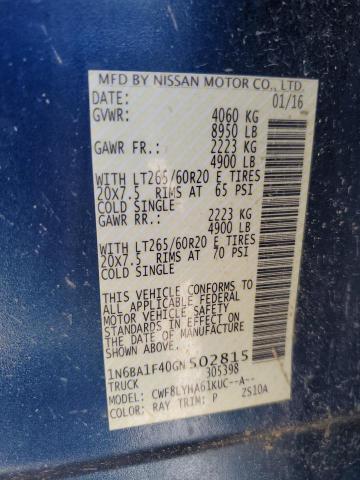 MFD BY NISSAN MOTOR CO., LTD.
DATE: 01/16
GVWR: 4060 KG
8950 LB
GAWR FR.: 2223 KG
4900 LB
WITH LT265/60R20 E TIRES
20X7.5 RIMS AT 65 PSI
COLD SINGLE
GAWR RR.: 2223 KG
4900 LB
WITH LT265/60R20 E TIRES
20X7.5 RIMS AT 70 PSI
COLD SINGLE
THIS VEHICLE CONFORMS TO
ALL APPLICABLE FEDERAL
MOTOR VEHICLE SAFETY
STANDARDS IN EFFECT ON
THE DATE OF MANUFACTURE
SHOWN ABOVE
1N6BA1F40GN502815
TRUCK 305398
MODEL: CWF8LYHA61KUC--A--
COLOR: RAY TRIM: P ZS10A